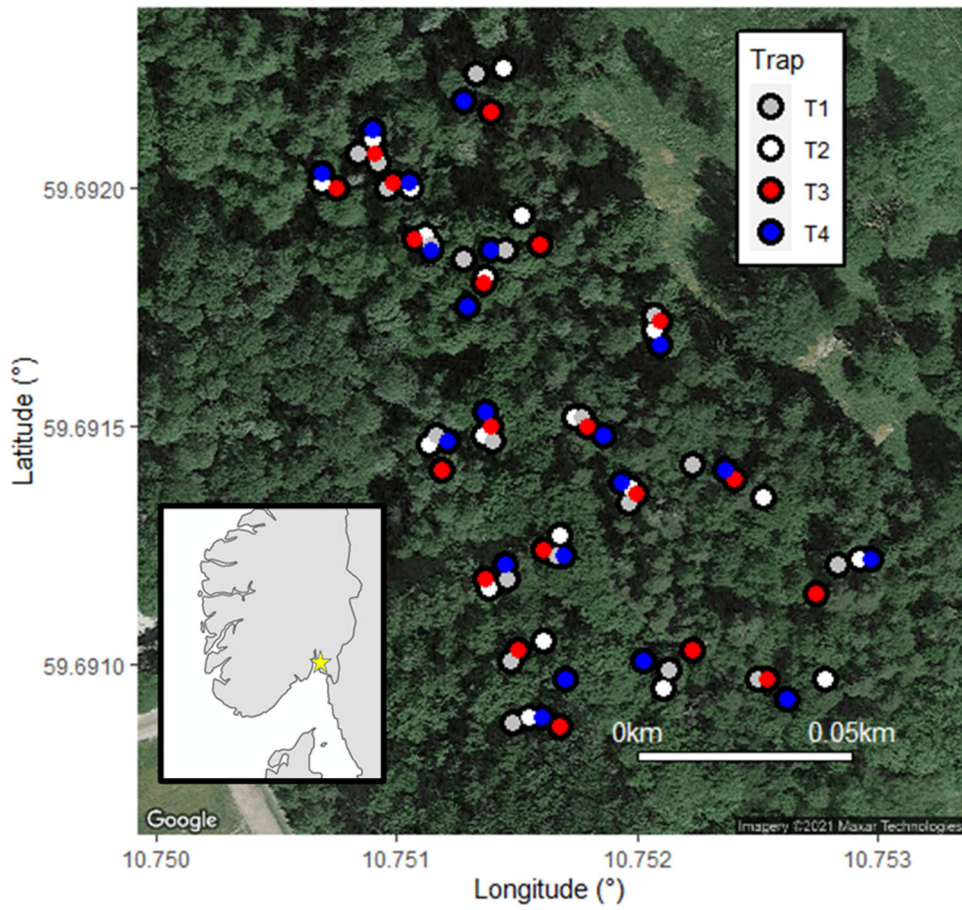 Trap
T1
T2
T3
T4
59.6920
59.6915
59.6910
Latitude (°)
0km 0.05km
Google
Imagery ©2021 Maxar Technologies
10.750 10.751 10.752 10.753
Longitude (°)